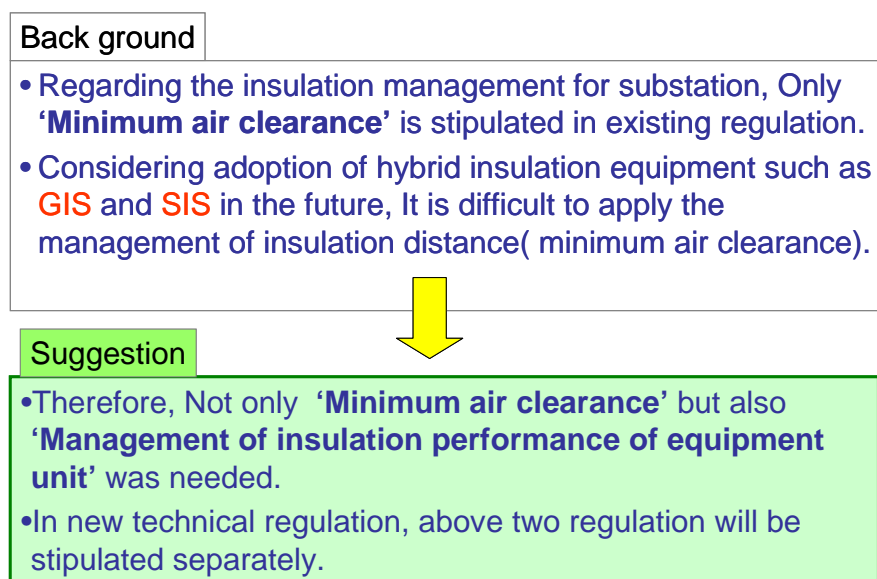 Back ground
• Regarding the insulation management for substation, Only
‘Minimum air clearance’ is stipulated in existing regulation.
• Considering adoption of hybrid insulation equipment such as
GIS and SIS in the future, It is difficult to apply the
management of insulation distance( minimum air clearance).
Suggestion
•Therefore, Not only ‘Minimum air clearance’ but also
‘Management of insulation performance of equipment
unit’ was needed.
•In new technical regulation, above two regulation will be
stipulated separately.